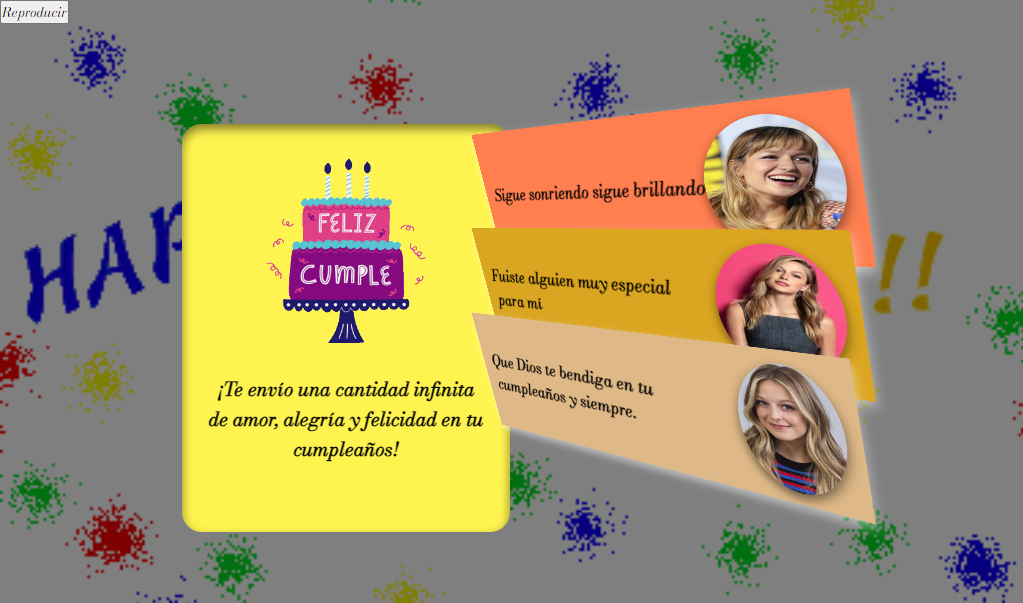 Reproducir
HAP
!!
FELIZ
CUMPLE
¡Te envío una cantidad infinita
de amor, alegría y felicidad en tu
cumpleaños!
Sigue sonriendo sigue brillando
Fuiste alguien muy especial
para mí
Que Dios te bendiga en tu
cumpleaños y siempre.